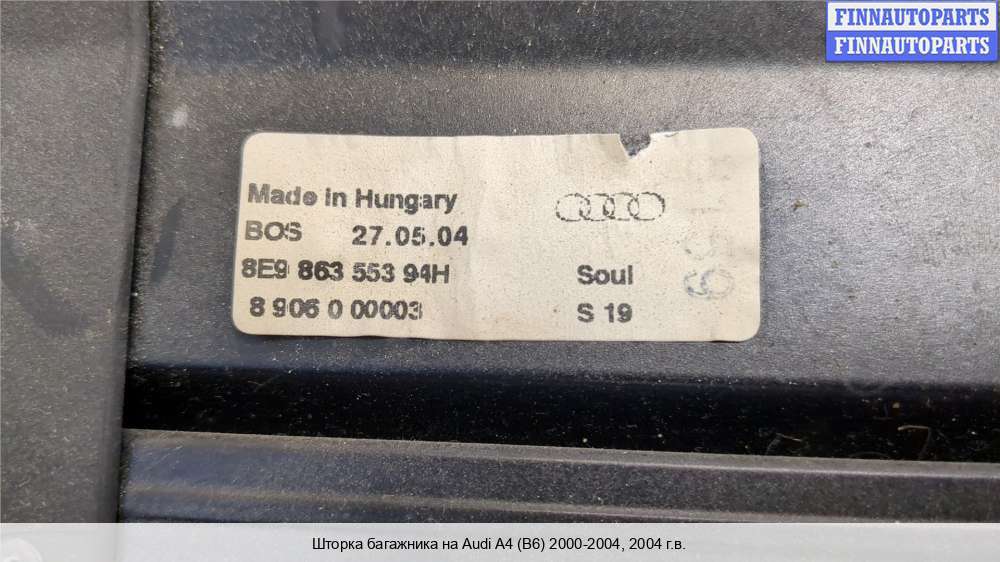 FINNAUTOPARTS
FINNAUTOPARTS
Made in Hungary
BOS 27.05.04
8E9 863 553 94H Soul
8 906 0 00003 S 19
Шторка багажника на Audi A4 (B6) 2000-2004, 2004 г.в.